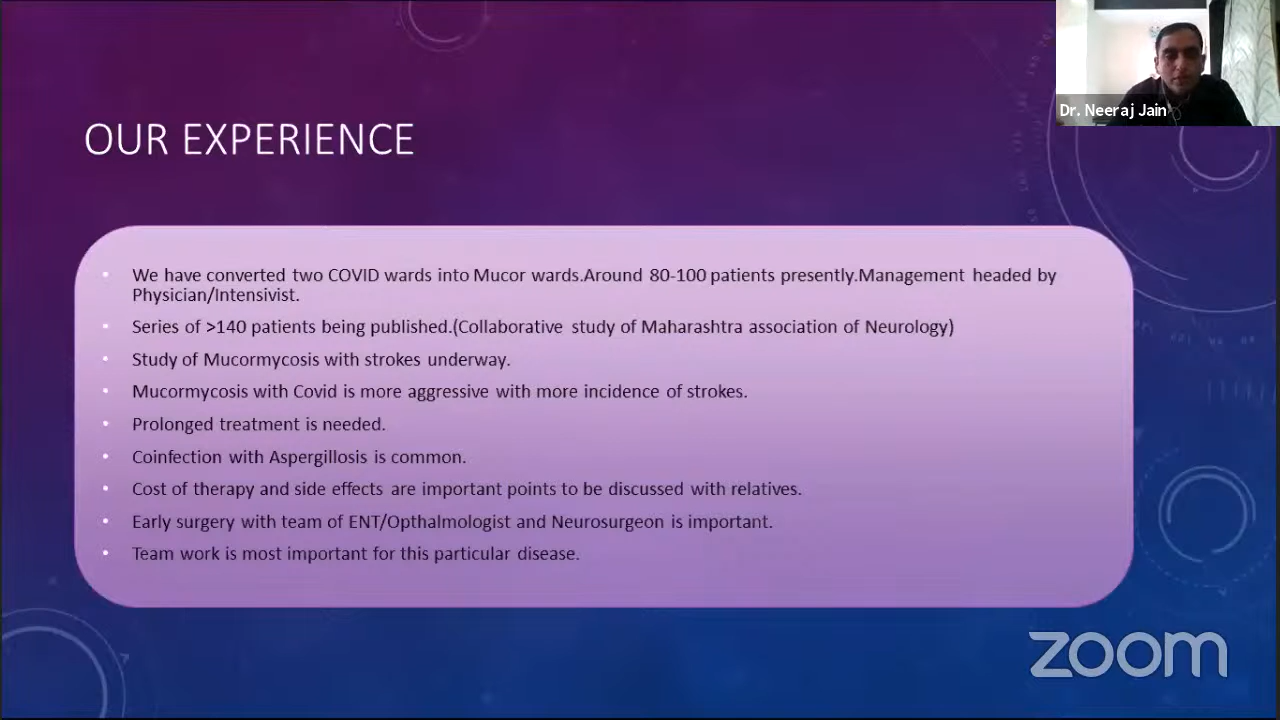 Dr. Neeraj Jain
OUR EXPERIENCE
• We have converted two COVID wards into Mucor wards.Around 80-100 patients presently.Management headed by
Physician/Intensivist.
• Series of >140 patients being published.(Collaborative study of Maharashtra association of Neurology)
• Study of Mucormycosis with strokes underway.
• Mucormycosis with Covid is more aggressive with more incidence of strokes.
• Prolonged treatment is needed.
• Coinfection with Aspergillosis is common.
• Cost of therapy and side effects are important points to be discussed with relatives.
• Early surgery with team of ENT/Opthalmologist and Neurosurgeon is important.
• Team work is most important for this particular disease.
zoom